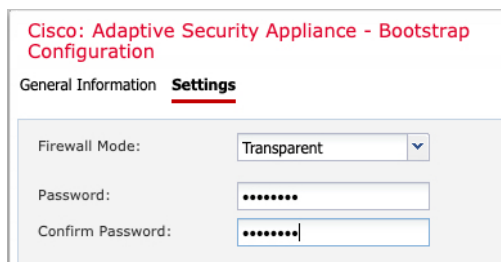 Cisco: Adaptive Security Appliance - Bootstrap
Configuration
General Information Settings
Firewall Mode: Transparent
Password: ••••••••
Confirm Password: ••••••••